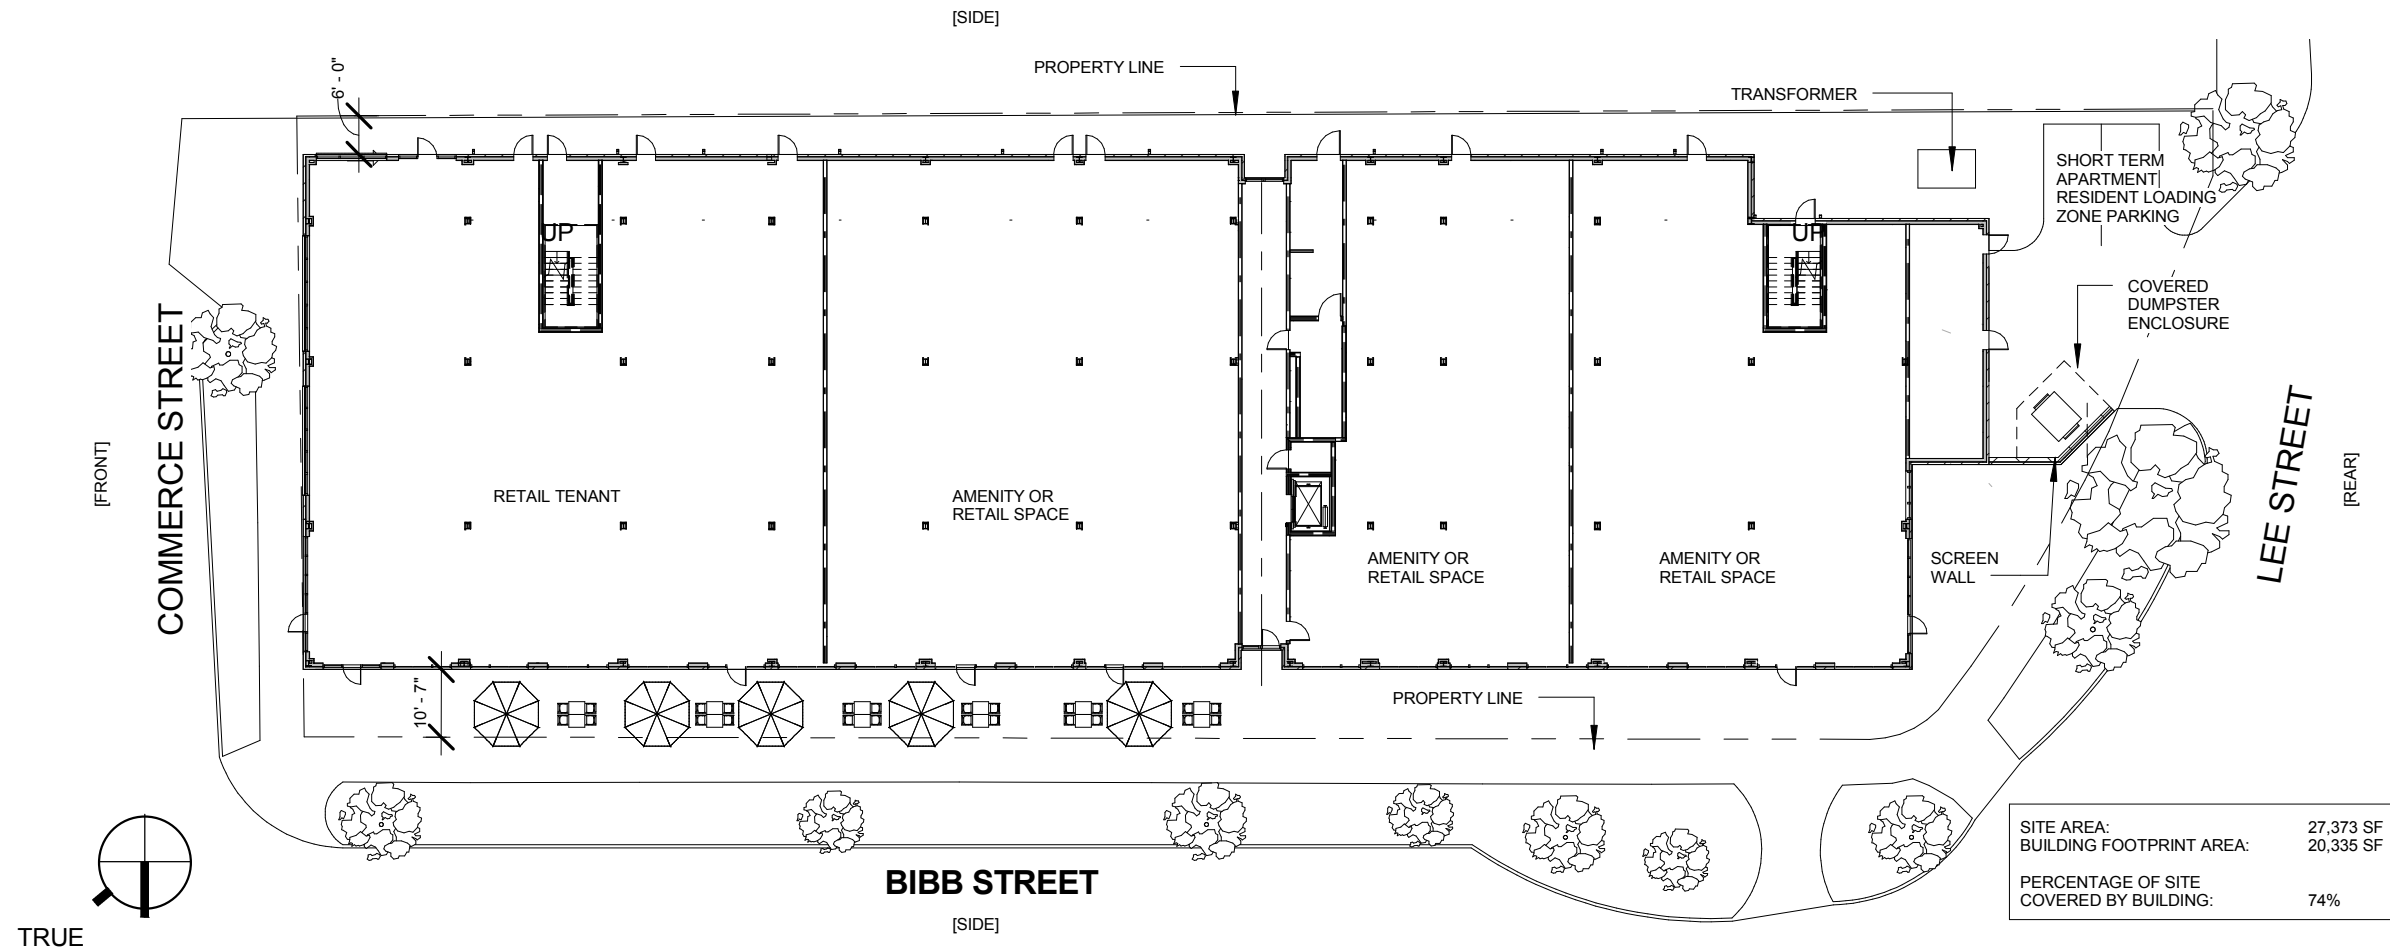 [SIDE]
6' - 0"
PROPERTY LINE
TRANSFORMER
SHORT TERM
APARTMENT
RESIDENT LOADING
ZONE PARKING
UP
UP
COVERED
DUMPSTER
ENCLOSURE
COMMERCE STREET
[FRONT]
RETAIL TENANT
AMENITY OR
RETAIL SPACE
AMENITY OR
RETAIL SPACE
AMENITY OR
RETAIL SPACE
SCREEN
WALL
LEE STREET
[REAR]
10' - 7"
PROPERTY LINE
BIBB STREET
[SIDE]
TRUE
SITE AREA: 27,373 SF
BUILDING FOOTPRINT AREA: 20,335 SF
PERCENTAGE OF SITE
COVERED BY BUILDING: 74%